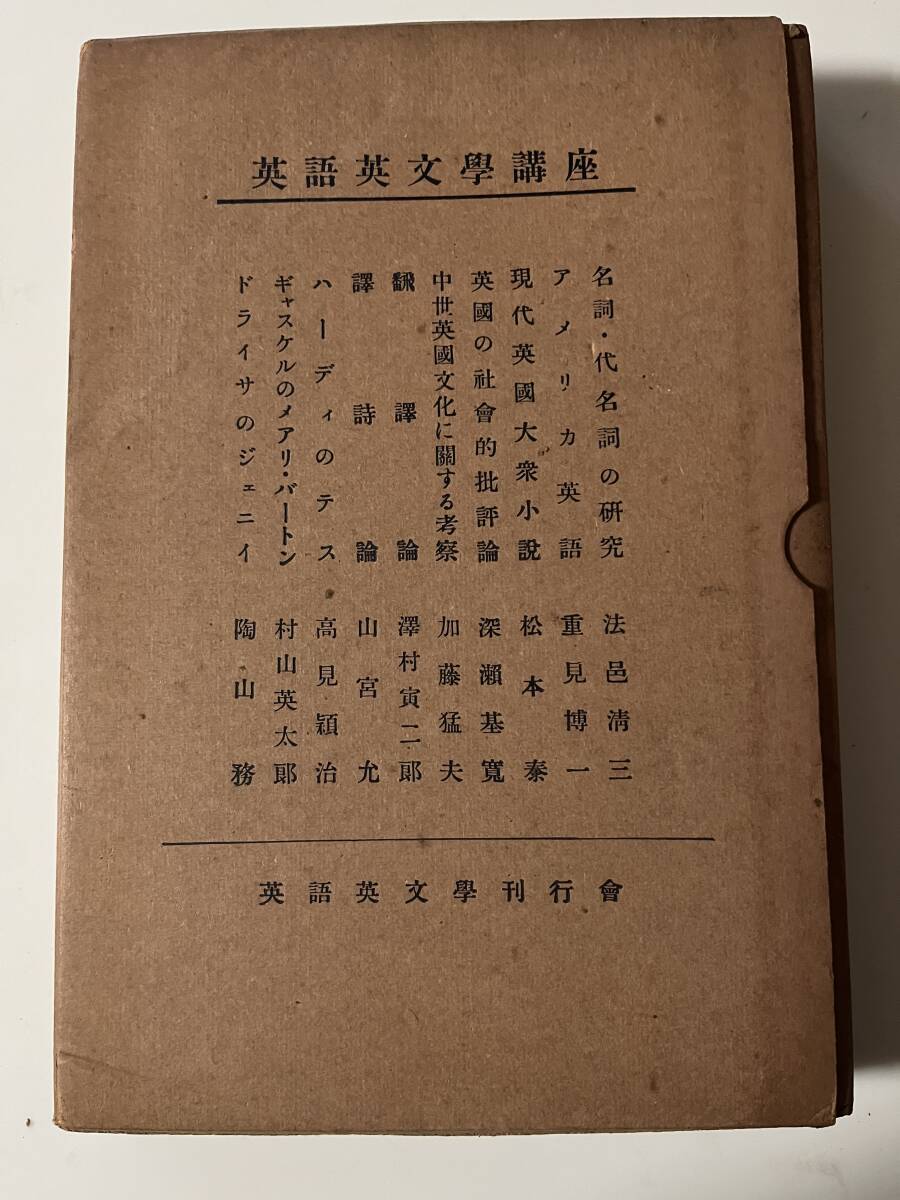 英語英文學講座
名詞・代名詞の研究 法邑淸三
アメリカ英語 重見博一
現代英國大衆小說 松本泰
英國の社會的批評論 深瀨基寬
中世英國文化に關する考察 加藤猛夫
飜譯論 澤村寅二郞
譯詩論 山宮允
ハーディのテス 高見穎治
ギャスケルのメアリ・バートン 村山英太郞
ドライサのジェニイ 陶山務
英語英文學刊行會